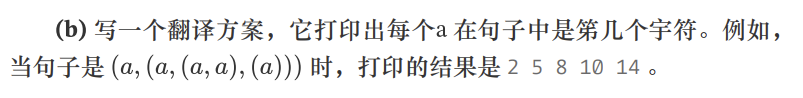 (b) 写一个翻译方案，它打印出每个a 在句子中是第几个字符。例如，
当句子是 (a, (a, (a, a), (a))) 时，打印的结果是 2 5 8 10 14 。